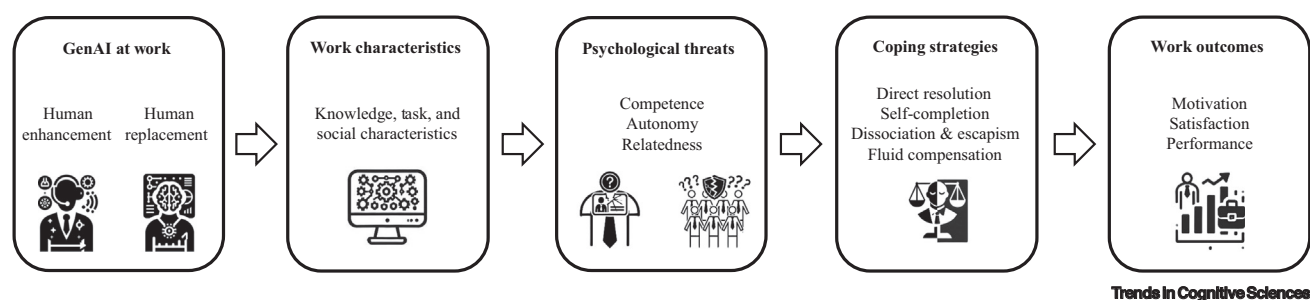 GenAI at work
Human enhancement
Human replacement
Work characteristics
Knowledge, task, and
social characteristics
Psychological threats
Competence
Autonomy
Relatedness
???
???
?
Coping strategies
Direct resolution
Self-completion
Dissociation & escapism
Fluid compensation
Work outcomes
Motivation
Satisfaction
Performance
Trends in Cognitive Sciences